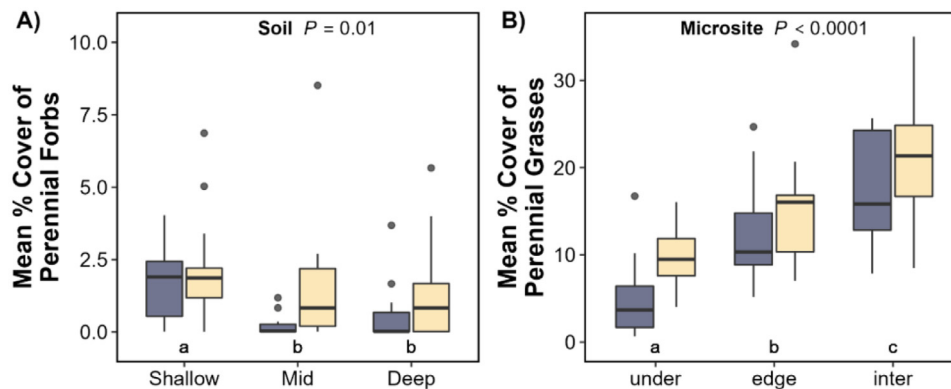 A)
Soil P = 0.01
Mean % Cover of
Perennial Forbs
10.0
7.5
5.0
2.5
0.0
a
b
b
Shallow
Mid
Deep
B)
Microsite P < 0.0001
Mean % Cover of
Perennial Grasses
30
20
10
0
a
b
c
under
edge
inter